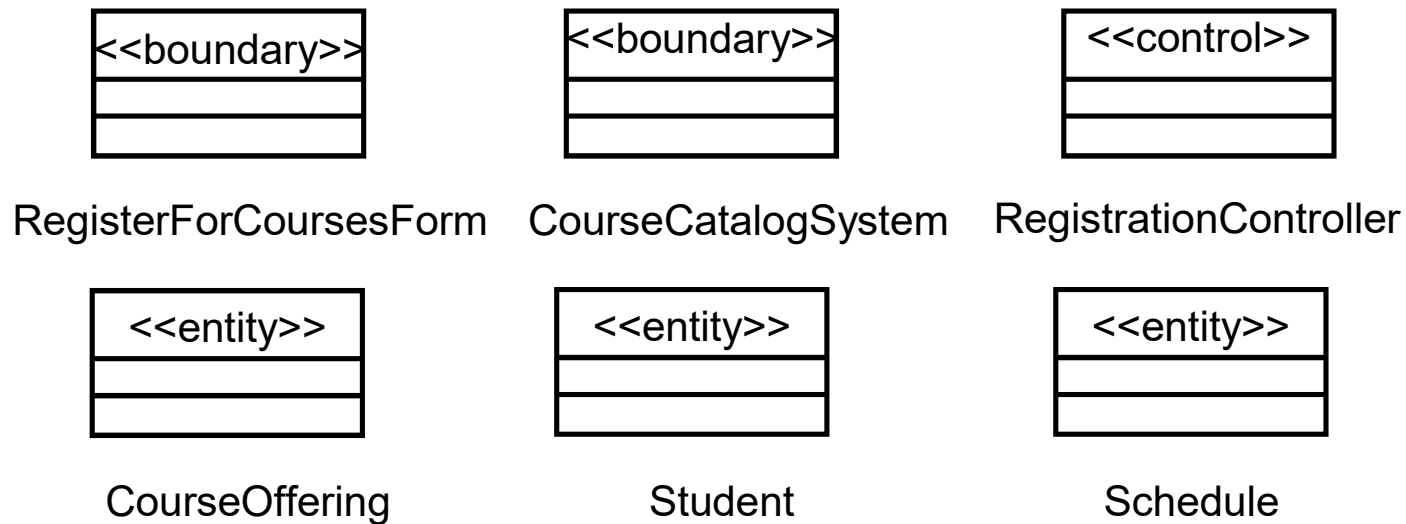 <<boundary>>
<<boundary>>
<<control>>
RegisterForCoursesForm
CourseCatalogSystem
RegistrationController
<<entity>>
<<entity>>
<<entity>>
CourseOffering
Student
Schedule